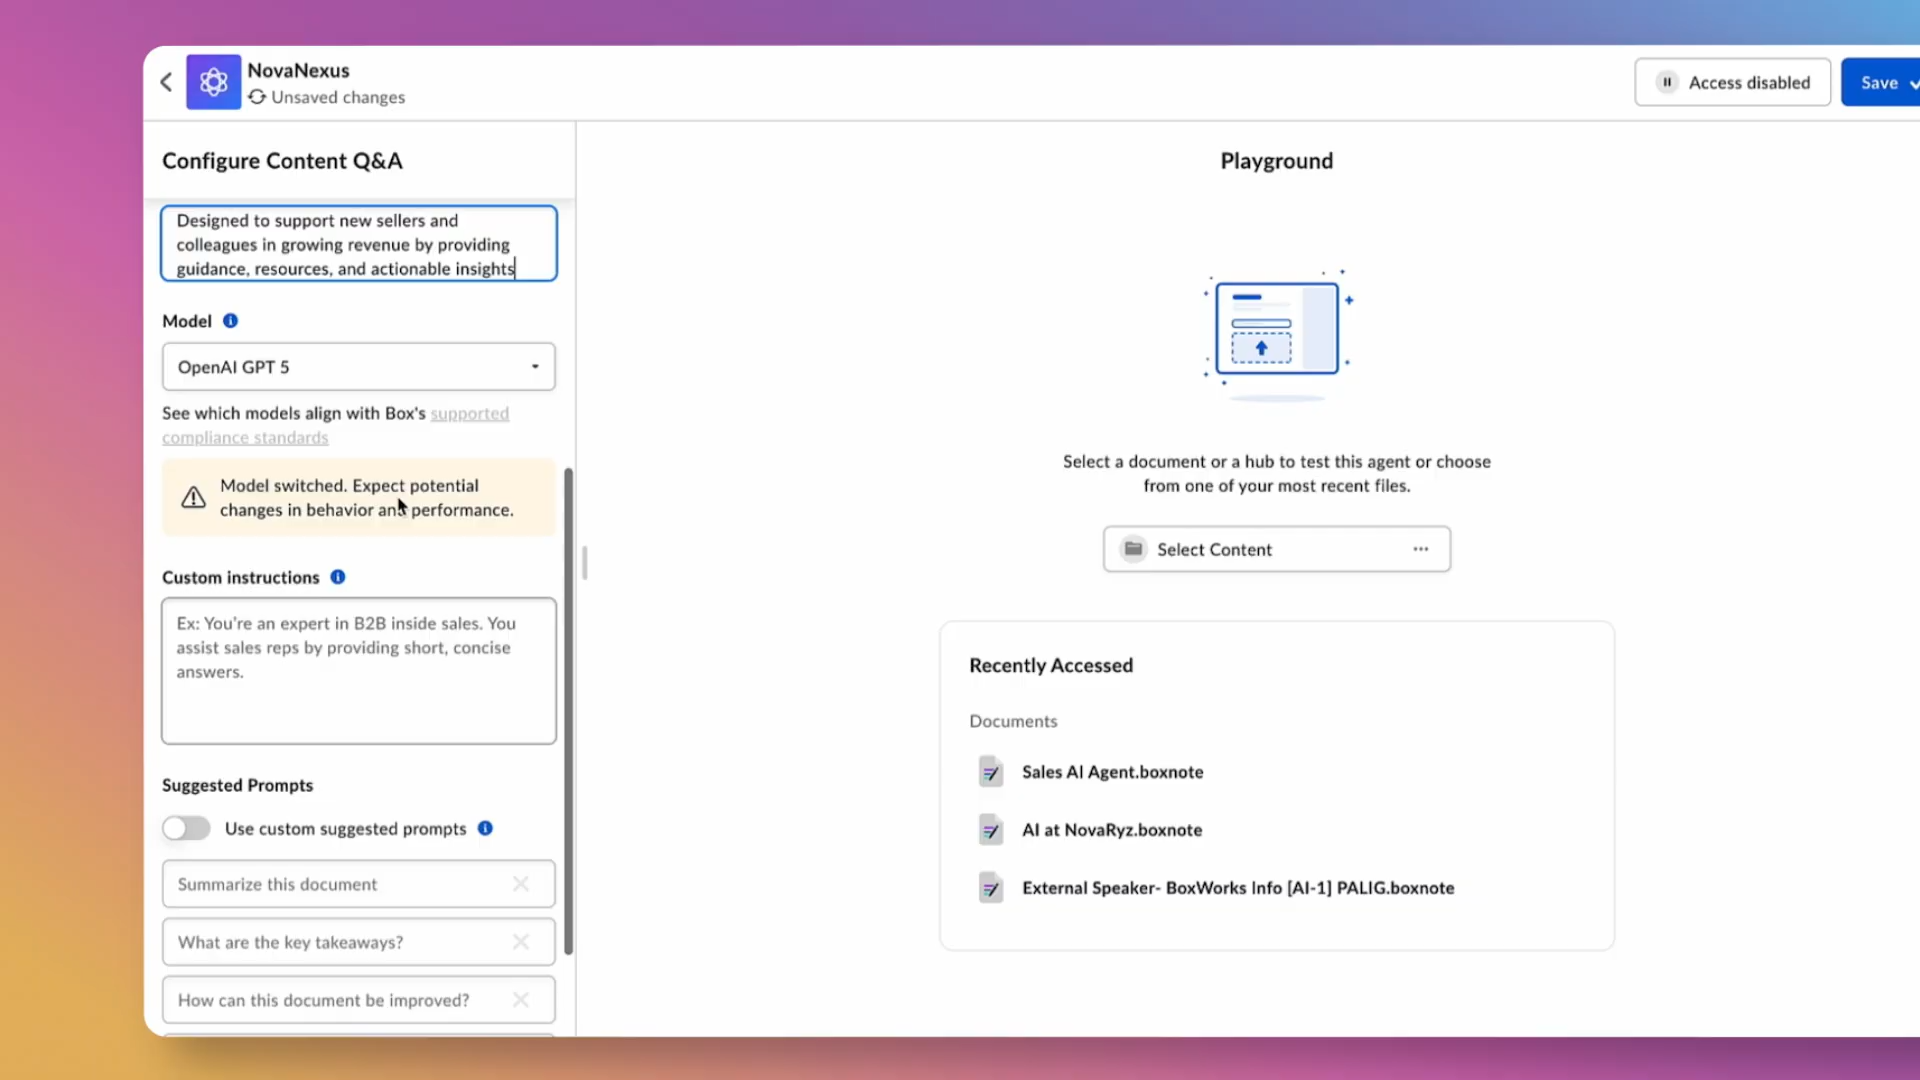 NovaNexus
Unsaved changes
Access disabled
Save
Configure Content Q&A
Playground
Designed to support new sellers and
colleagues in growing revenue by providing
guidance, resources, and actionable insights
Model
OpenAI GPT 5
See which models align with Box's supported
compliance standards
Model switched. Expect potential
changes in behavior and performance.
Custom instructions
Ex: You're an expert in B2B inside sales. You
assist sales reps by providing short, concise
answers.
Suggested Prompts
Use custom suggested prompts
Summarize this document
What are the key takeaways?
How can this document be improved?
Select a document or a hub to test this agent or choose
from one of your most recent files.
Select Content
Recently Accessed
Documents
Sales AI Agent.boxnote
AI at NovaRyz.boxnote
External Speaker- BoxWorks Info [AI-1] PALIG.boxnote